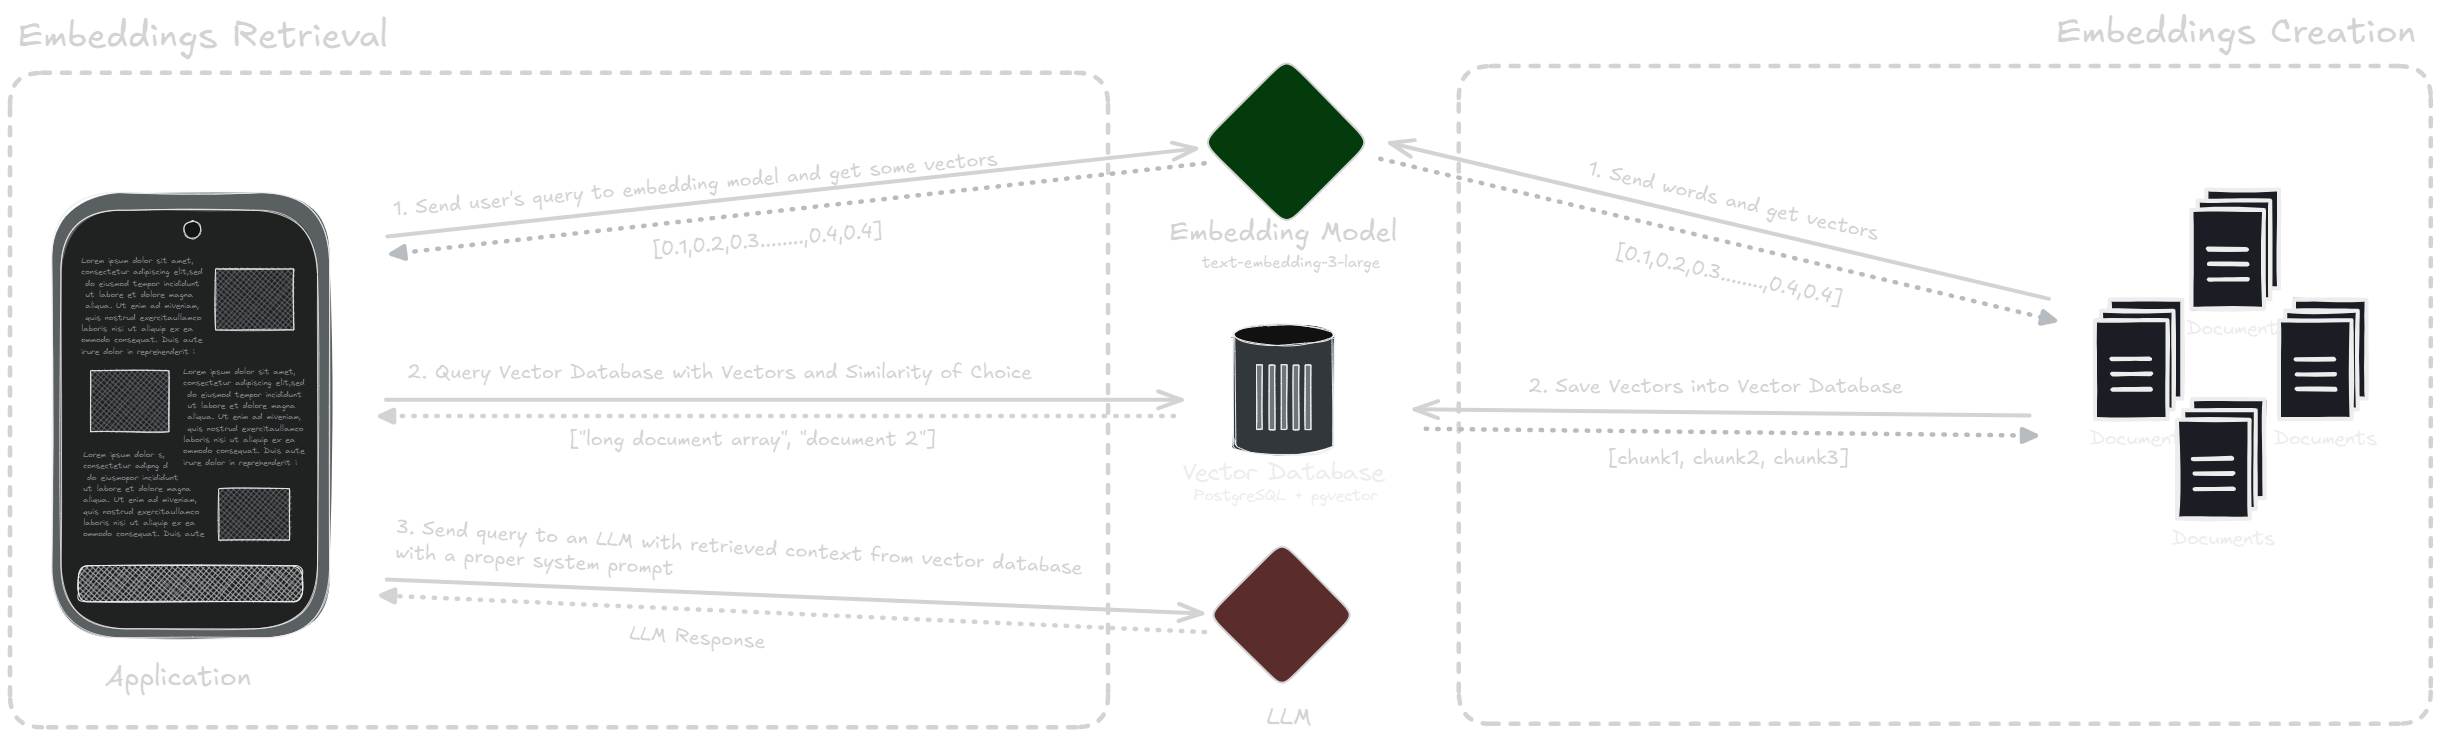 Embeddings Retrieval
Embeddings Creation
1. Send user's query to embedding model and get some vectors
[0.1,0.2,0.3........,0.4,0.4]
2. Query Vector Database with Vectors and Similarity of Choice
["long document array", "document 2"]
3. Send query to an LLM with retrieved context from vector database
with a proper system prompt
LLM Response
Lorem ipsum dolor sit amet,
consectetur adipiscing elit,sed
do eiusmod tempor incididunt
ut labore et dolore magna
aliqua. Ut enim ad miveniam,
quis nostrud exercitaullamco
laboris nisi ut aliquip ex ea
ommodo consequat. Duis aute
irure dolor in reprehenderit i
Lorem ipsum dolor sit amet,
consectetur adipiscing elit,sed
do eiusmod tempor incididunt
ut labore et dolore magna
aliqua. Ut enim ad miveniam,
quis nostrud exercitaullamco
laboris nisi ut aliquip ex ea
ommodo consequat. Duis aute
irure dolor in reprehenderit i
Lorem ipsum dolor s,
consectetur adipng d
do eiusmopor incididunt
ut labore et dolore magna
aliqua. Ut enim ad miveniam,
quis nostrud exercitaullamco
laboris nisi ut aliquip ex ea
ommodo consequat. Duis aute
Application
Embedding Model
text-embedding-3-large
Vector Database
PostgreSQL + pgvector
LLM
1. Send words and get vectors
[0.1,0.2,0.3........,0.4,0.4]
2. Save Vectors into Vector Database
[chunk1, chunk2, chunk3]
Document
Document
Documents
Documents